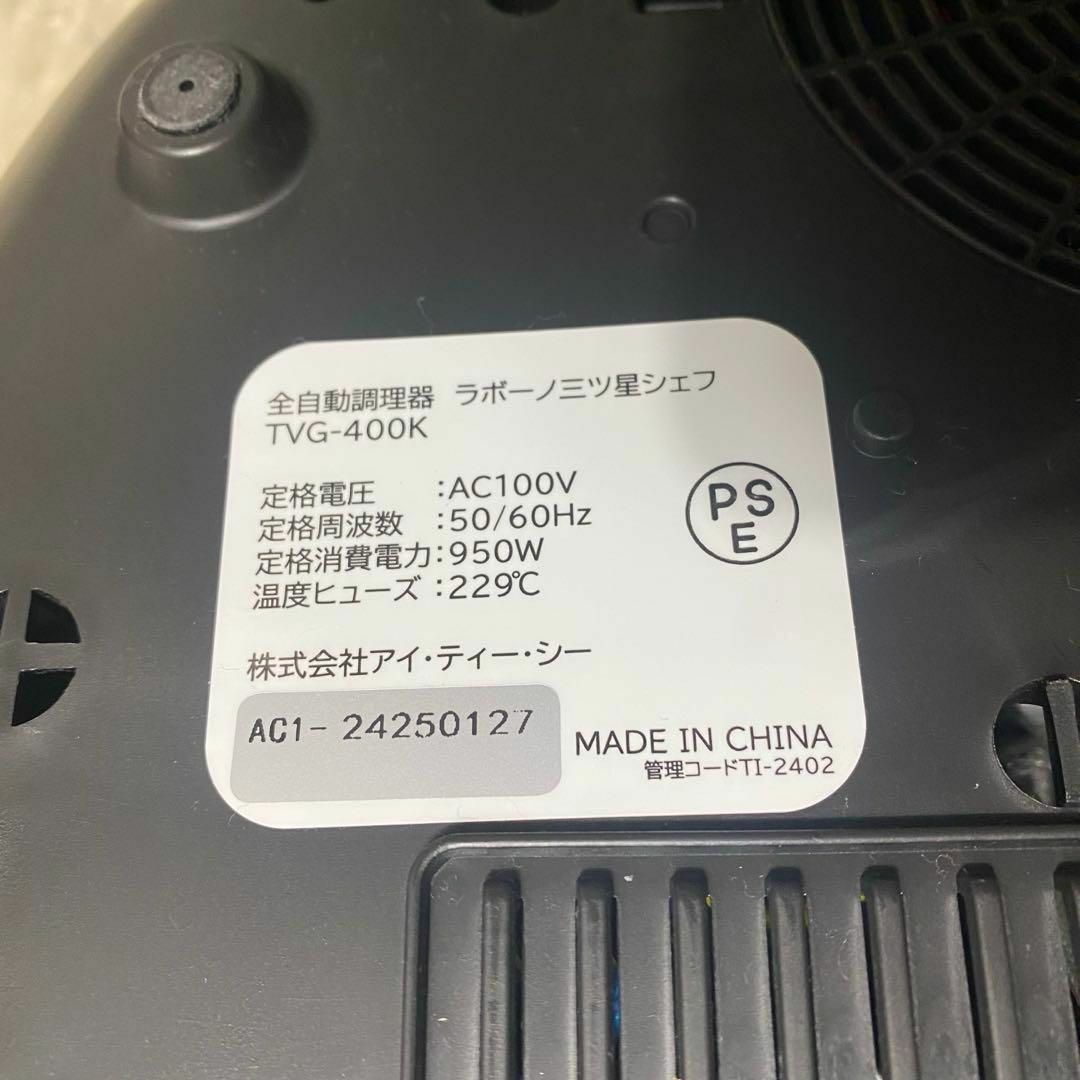 全自動調理器 ラボーノ三ツ星シェフ
TVG-400K
定格電圧 :AC100V
定格周波数 :50/60Hz
定格消費電力:950W
温度ヒューズ :229℃
PS
E
株式会社アイ・ティー・シー
AC1- 24250127
MADE IN CHINA
管理コードTI-2402